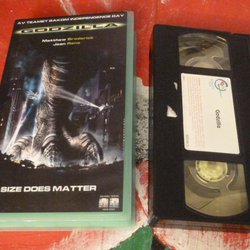 AV TEAMET BAKOM INDEPENDENCE DAY
GODZILLA
Matthew Broderick
Jean Reno
SIZE DOES MATTER
Godzilla